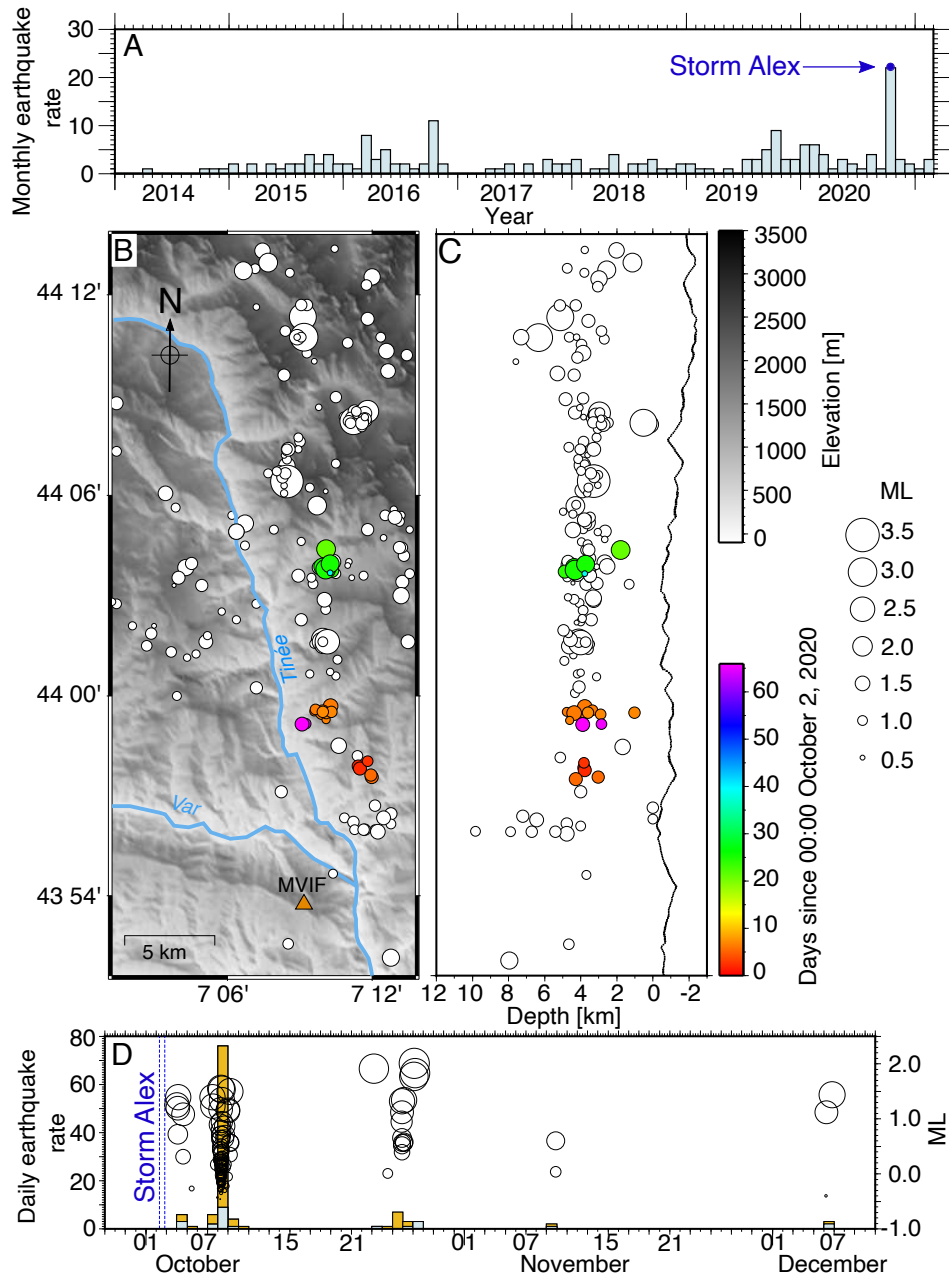 A
Monthly earthquake
rate
30
20
10
0
Storm Alex
2014 2015 2016 2017 2018 2019 2020
Year
B
N
44 12'
44 06'
44 00'
43 54'
Tinée
Var
MVIF
5 km
7 06' 7 12'
C
12 10 8 6 4 2 0 -2
Depth [km]
3500
3000
2500
2000
1500
1000
500
0
Elevation [m]
ML
3.5
3.0
2.5
2.0
1.5
1.0
0.5
60
50
40
30
20
10
0
Days since 00:00 October 2, 2020
D
Daily earthquake
rate
80
60
40
20
0
Storm Alex
2.0
1.0
0.0
-1.0
ML
01 07 15 21 01 07 15 21 01 07
October November December